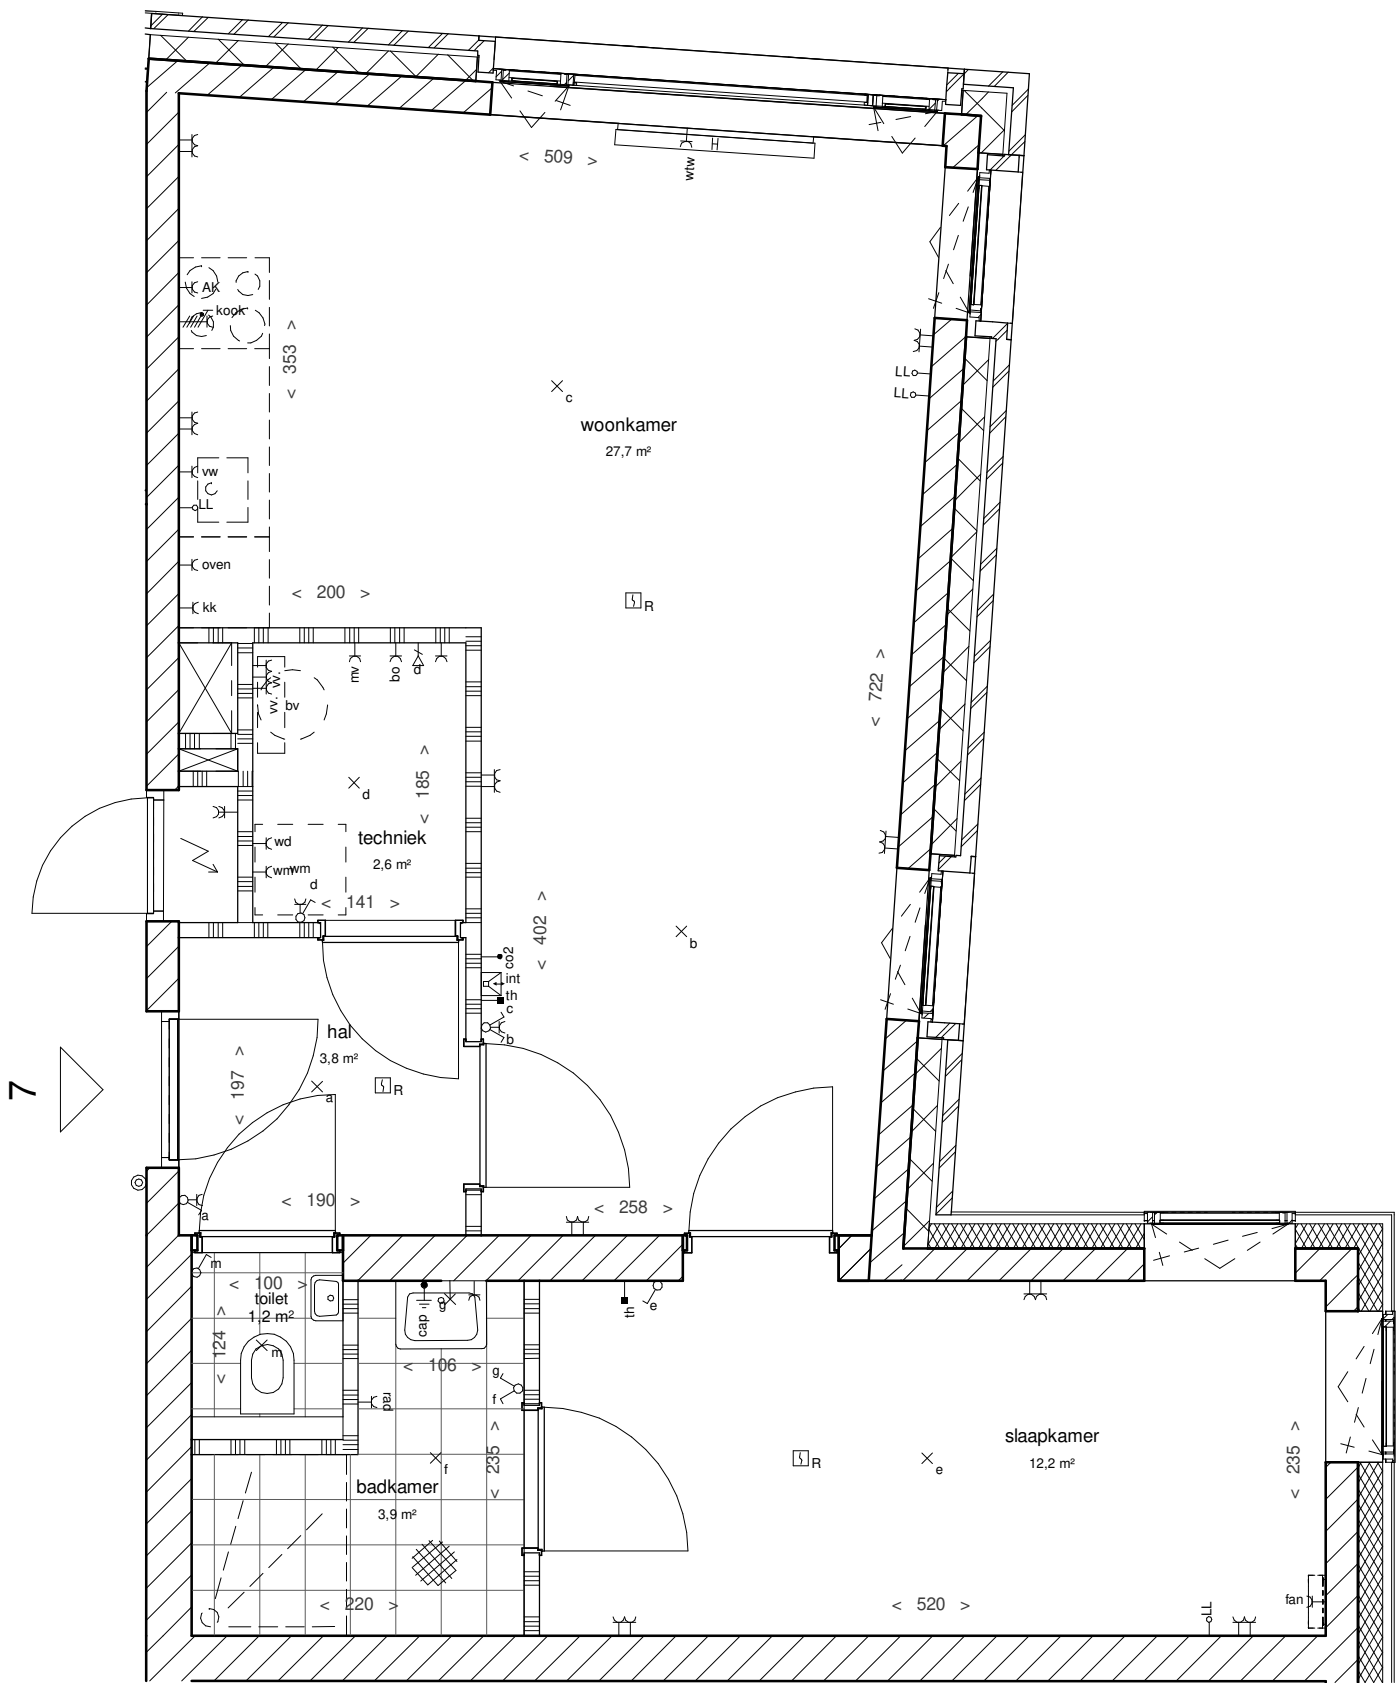 < 509 >
H
wtw
AK
kook
< 353 >
c
LL
LL
woonkamer
27,7 m²
vw
LL
oven
kk
< 200 >
R
mv
bo
d
vv.
vv.
bv
< 722 >
< 185 >
d
techniek
2,6 m²
wd
wm
wm
d
< 141 >
< 402 >
b
co2
int
th
c
b
hal
3,8 m²
7
< 197 >
a
R
a
< 190 >
< 258 >
m
< 100 >
toilet
1,2 m²
< 124 >
m
cap
g
th
e
< 106 >
rad
g
f
f
< 235 >
badkamer
3,9 m²
< 220 >
R
e
slaapkamer
12,2 m²
< 235 >
< 520 >
LL
fan